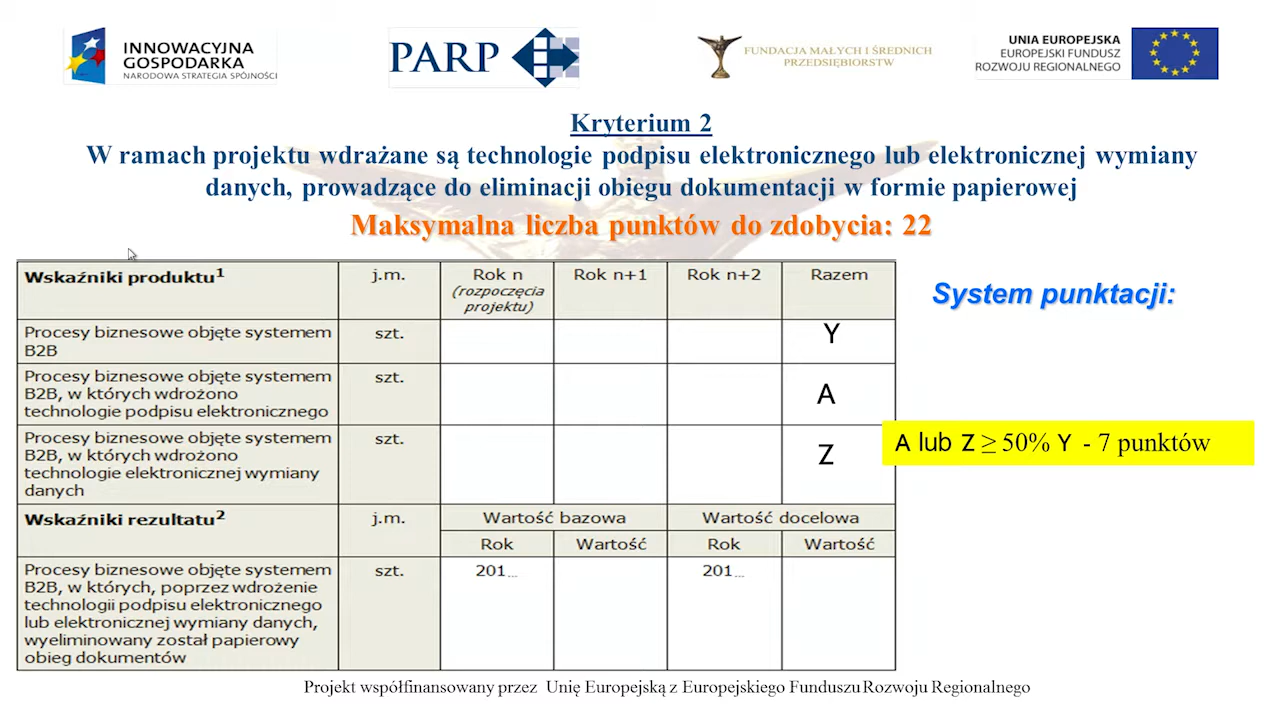 INNOWACYJNA
GOSPODARKA
NARODOWA STRATEGIA SPÓJNOŚCI
PARP
FUNDACJA MAŁYCH I ŚREDNICH
PRZEDSIĘBIORSTW
UNIA EUROPEJSKA
EUROPEJSKI FUNDUSZ
ROZWOJU REGIONALNEGO
Kryterium 2
W ramach projektu wdrażane są technologie podpisu elektronicznego lub elektronicznej wymiany
danych, prowadzące do eliminacji obiegu dokumentacji w formie papierowej
Maksymalna liczba punktów do zdobycia: 22
System punktacji:
Wskaźniki produktu1 j.m. Rok n Rok n+1 Rok n+2 Razem
(rozpoczęcia
projektu)
Procesy biznesowe objęte systemem szt. Y
B2B
Procesy biznesowe objęte systemem szt. A
B2B, w których wdrożono
technologie podpisu elektronicznego
Procesy biznesowe objęte systemem szt. Z
B2B, w których wdrożono
technologie elektronicznej wymiany
danych
A lub Z ≥ 50% Y - 7 punktów
Wskaźniki rezultatu2 j.m. Wartość bazowa Wartość docelowa
Rok Wartość Rok Wartość
Procesy biznesowe objęte systemem szt. 201... 201...
B2B, w których, poprzez wdrożenie
technologii podpisu elektronicznego
lub elektronicznej wymiany danych,
wyeliminowany został papierowy
obieg dokumentów
Projekt współfinansowany przez Unię Europejską z Europejskiego Funduszu Rozwoju Regionalnego